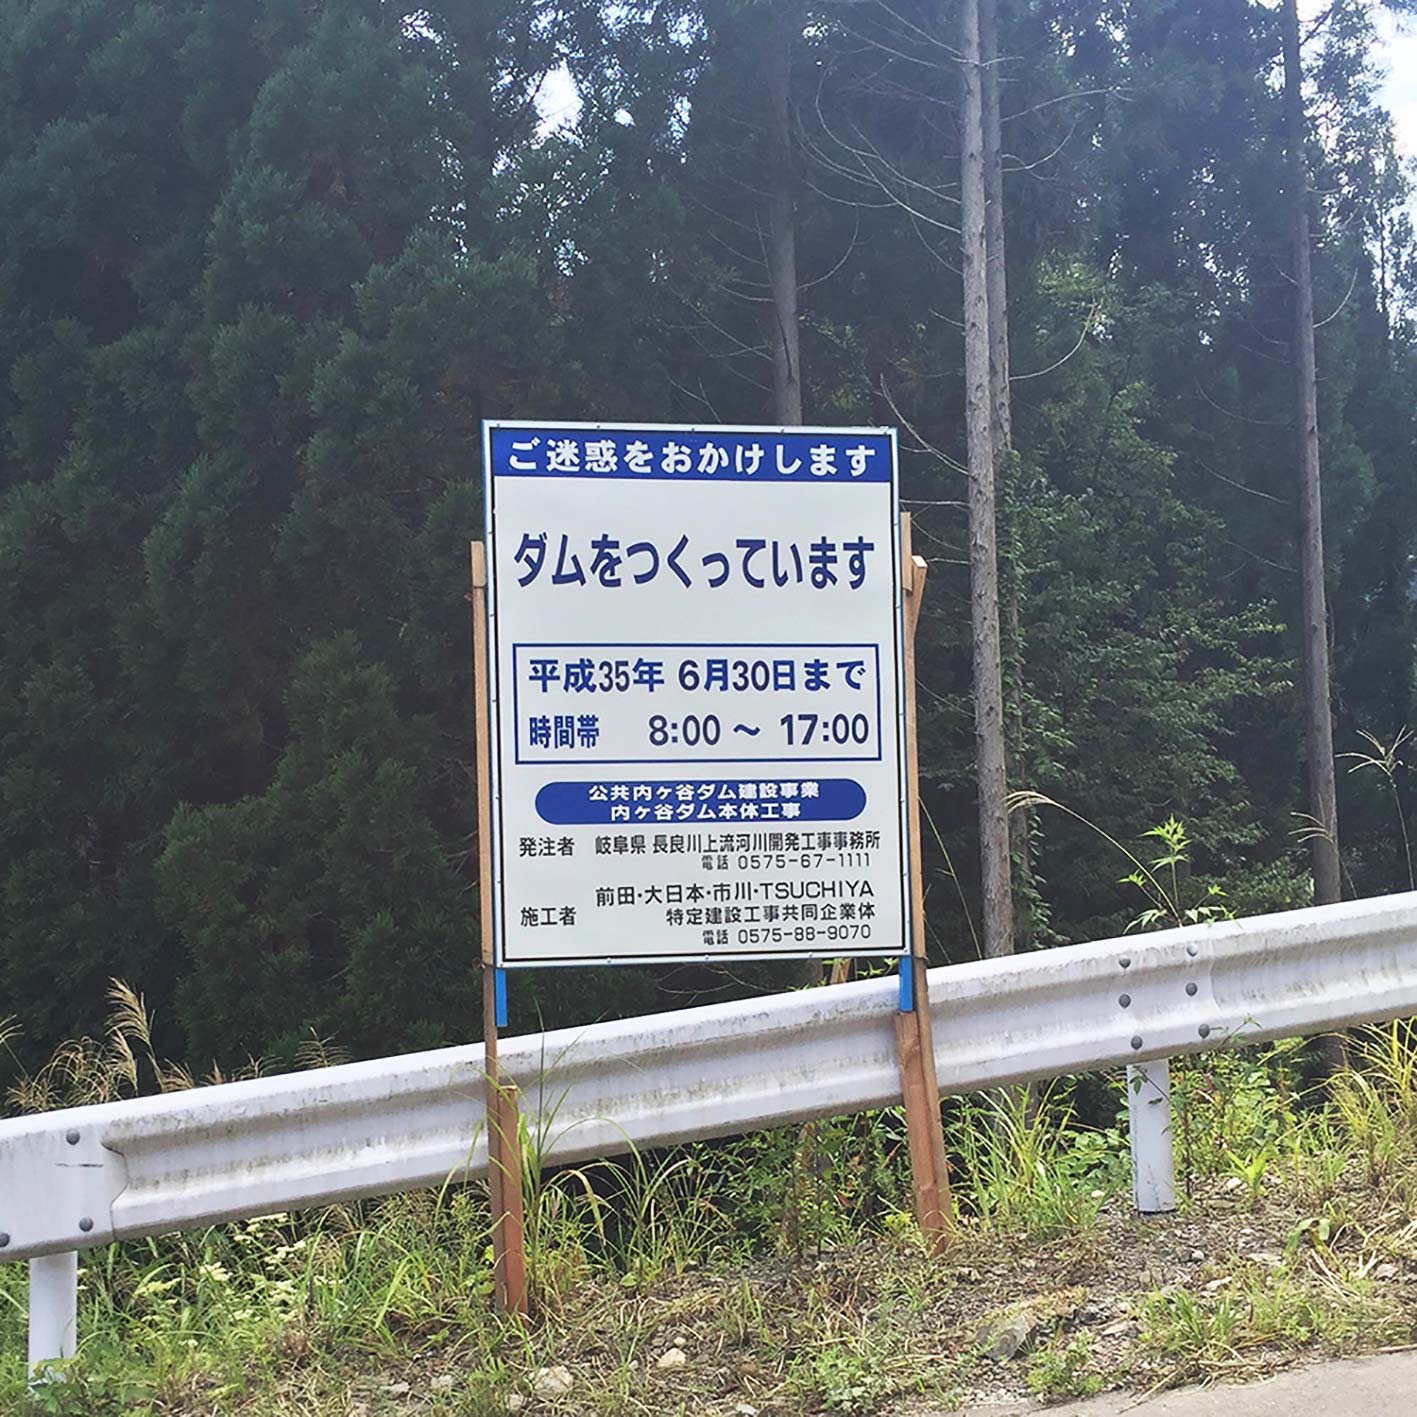 ご迷惑をおかけします
ダムをつくっています
平成35年 6月30日まで
時間帯 8:00 ～ 17:00
公共内ヶ谷ダム建設事業
内ヶ谷ダム本体工事
発注者 岐阜県 長良川上流河川開発工事事務所
電話 0575-67-1111
施工者 前田･大日本･市川･TSUCHIYA
特定建設工事共同企業体
電話 0575-88-9070